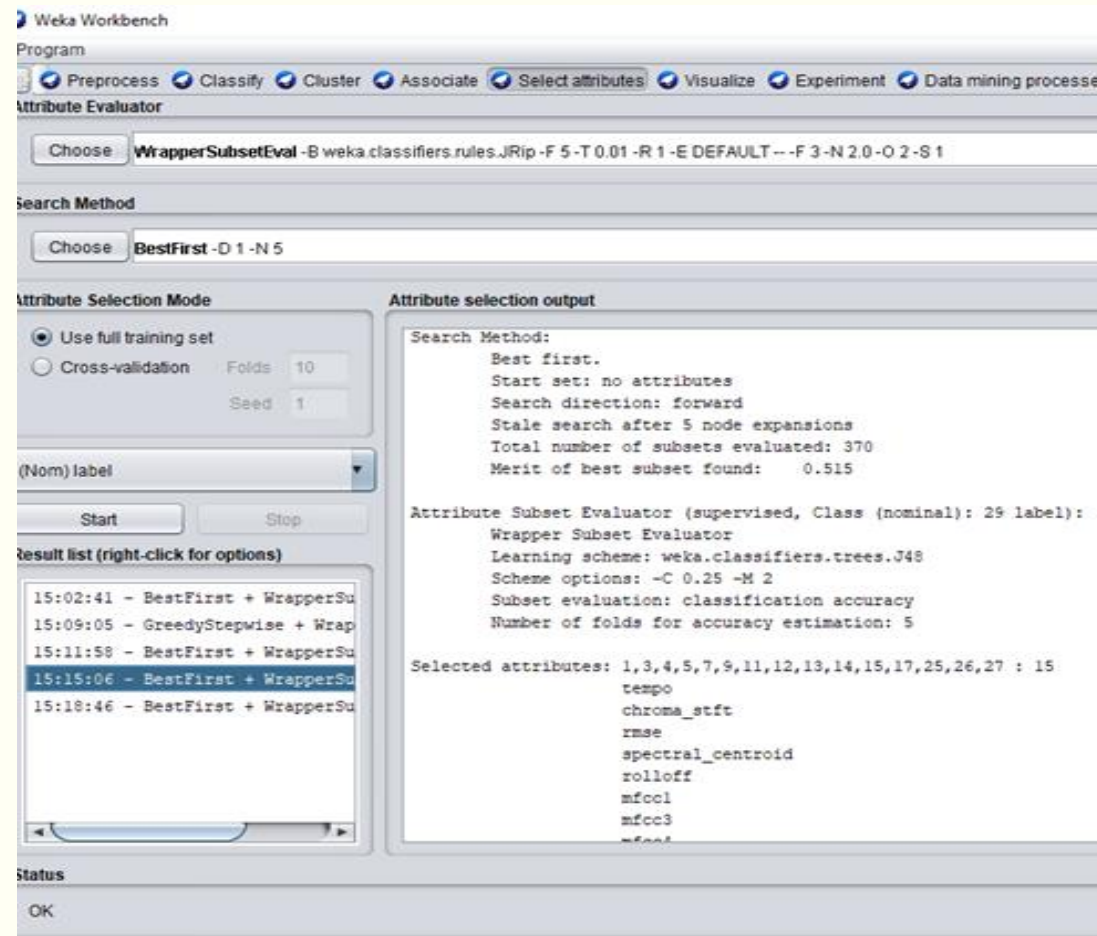 Weka Workbench
Program
Preprocess Classify Cluster Associate Select attributes Visualize Experiment Data mining processe
Attribute Evaluator
Choose WrapperSubsetEval -B weka.classifiers.rules.JRip -F 5 -T 0.01 -R 1 -E DEFAULT -- -F 3 -N 2.0 -O 2 -S 1
Search Method
Choose BestFirst -D 1 -N 5
Attribute Selection Mode
Use full training set
Cross-validation Folds 10
Seed 1
(Nom) label
Start Stop
Result list (right-click for options)
15:02:41 - BestFirst + WrapperSu
15:09:05 - GreedyStepwise + Wrap
15:11:58 - BestFirst + WrapperSu
15:15:06 - BestFirst + WrapperSu
15:18:46 - BestFirst + WrapperSu
Attribute selection output
Search Method:
Best first.
Start set: no attributes
Search direction: forward
Stale search after 5 node expansions
Total number of subsets evaluated: 370
Merit of best subset found: 0.515
Attribute Subset Evaluator (supervised, Class (nominal): 29 label):
Wrapper Subset Evaluator
Learning scheme: weka.classifiers.trees.J48
Scheme options: -C 0.25 -M 2
Subset evaluation: classification accuracy
Number of folds for accuracy estimation: 5
Selected attributes: 1,3,4,5,7,9,11,12,13,14,15,17,25,26,27 : 15
tempo
chroma_stft
rmse
spectral_centroid
rolloff
mfcc1
mfcc3
Status
OK